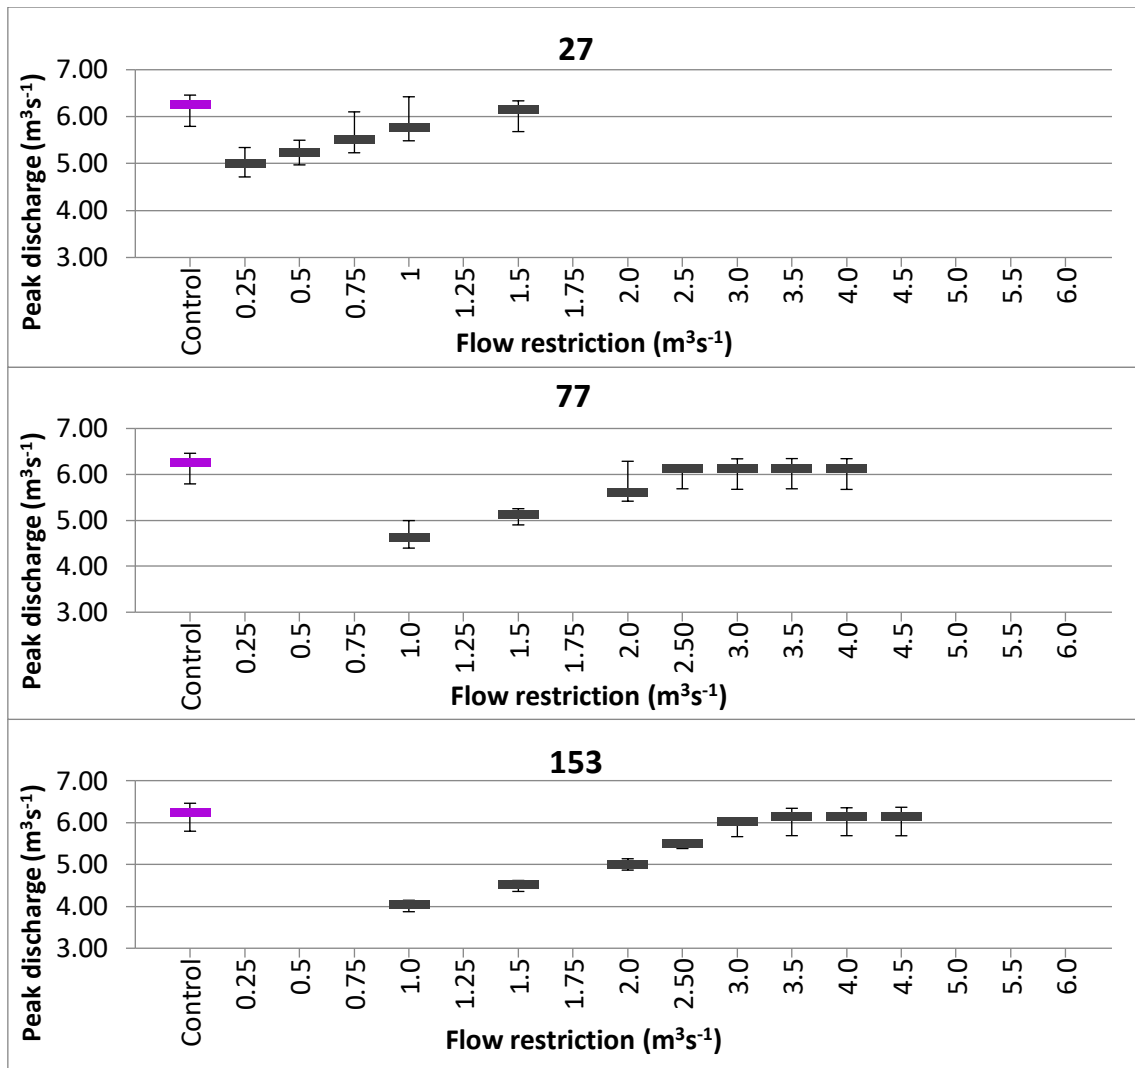 27
Peak discharge (m³s⁻¹)
7.00
6.00
5.00
4.00
3.00
Control 0.25 0.5 0.75 1 1.25 1.5 1.75 2.0 2.5 3.0 3.5 4.0 4.5 5.0 5.5 6.0
Flow restriction (m³s⁻¹)
77
Peak discharge (m³s⁻¹)
7.00
6.00
5.00
4.00
3.00
Control 0.25 0.5 0.75 1.0 1.25 1.5 1.75 2.0 2.50 3.0 3.5 4.0 4.5 5.0 5.5 6.0
Flow restriction (m³s⁻¹)
153
Peak discharge (m³s⁻¹)
7.00
6.00
5.00
4.00
3.00
Control 0.25 0.5 0.75 1.0 1.25 1.5 1.75 2.0 2.50 3.0 3.5 4.0 4.5 5.0 5.5 6.0
Flow restriction (m³s⁻¹)